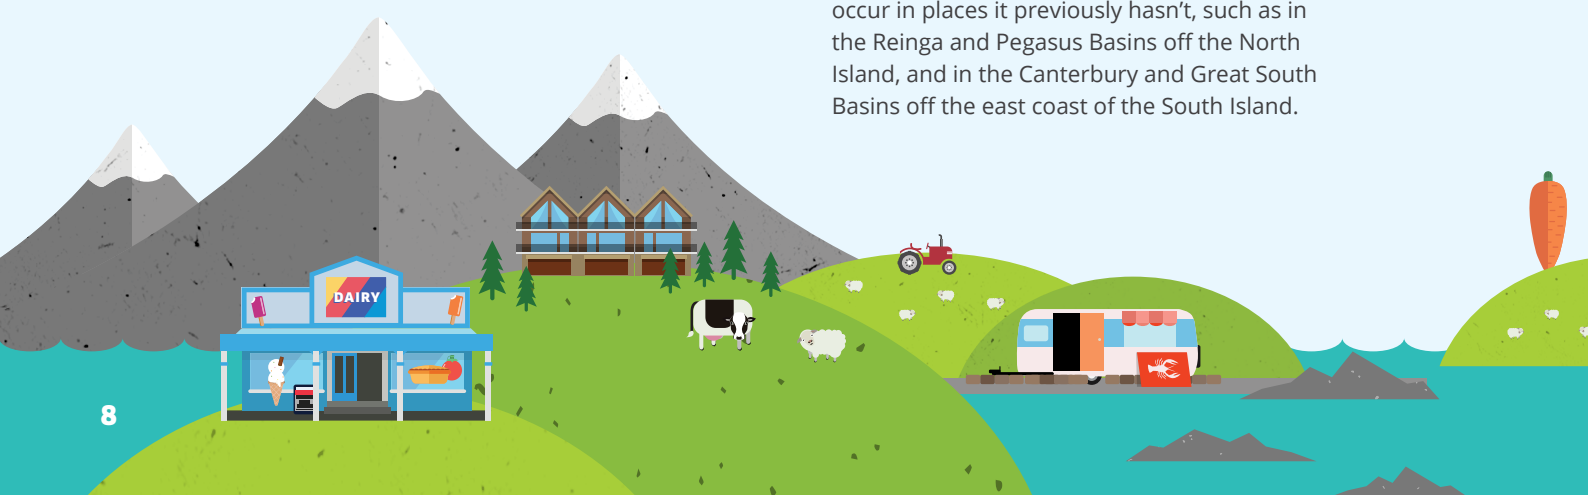 occur in places it previously hasn’t, such as in
the Reinga and Pegasus Basins off the North
Island, and in the Canterbury and Great South
Basins off the east coast of the South Island.
DAIRY
8